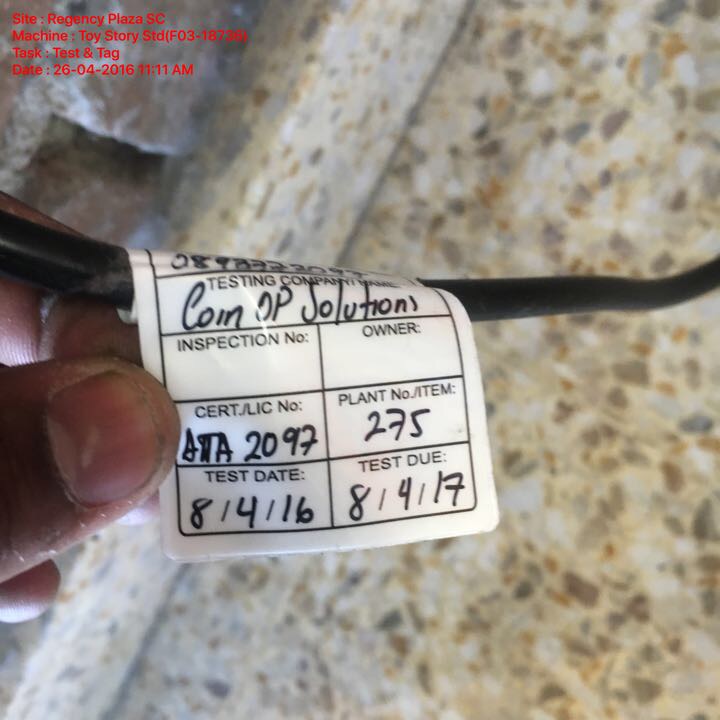 Site : Regency Plaza SC
Machine : Toy Story Std(F03-18736)
Task : Test & Tag
Date : 26-04-2016 11:11 AM
TESTING COMPANY/NAME
Com OP Solutions
INSPECTION No: OWNER:
CERT./LIC No: PLANT No./ITEM:
ATTA 2097 275
TEST DATE: TEST DUE:
8/4/16 8/4/17